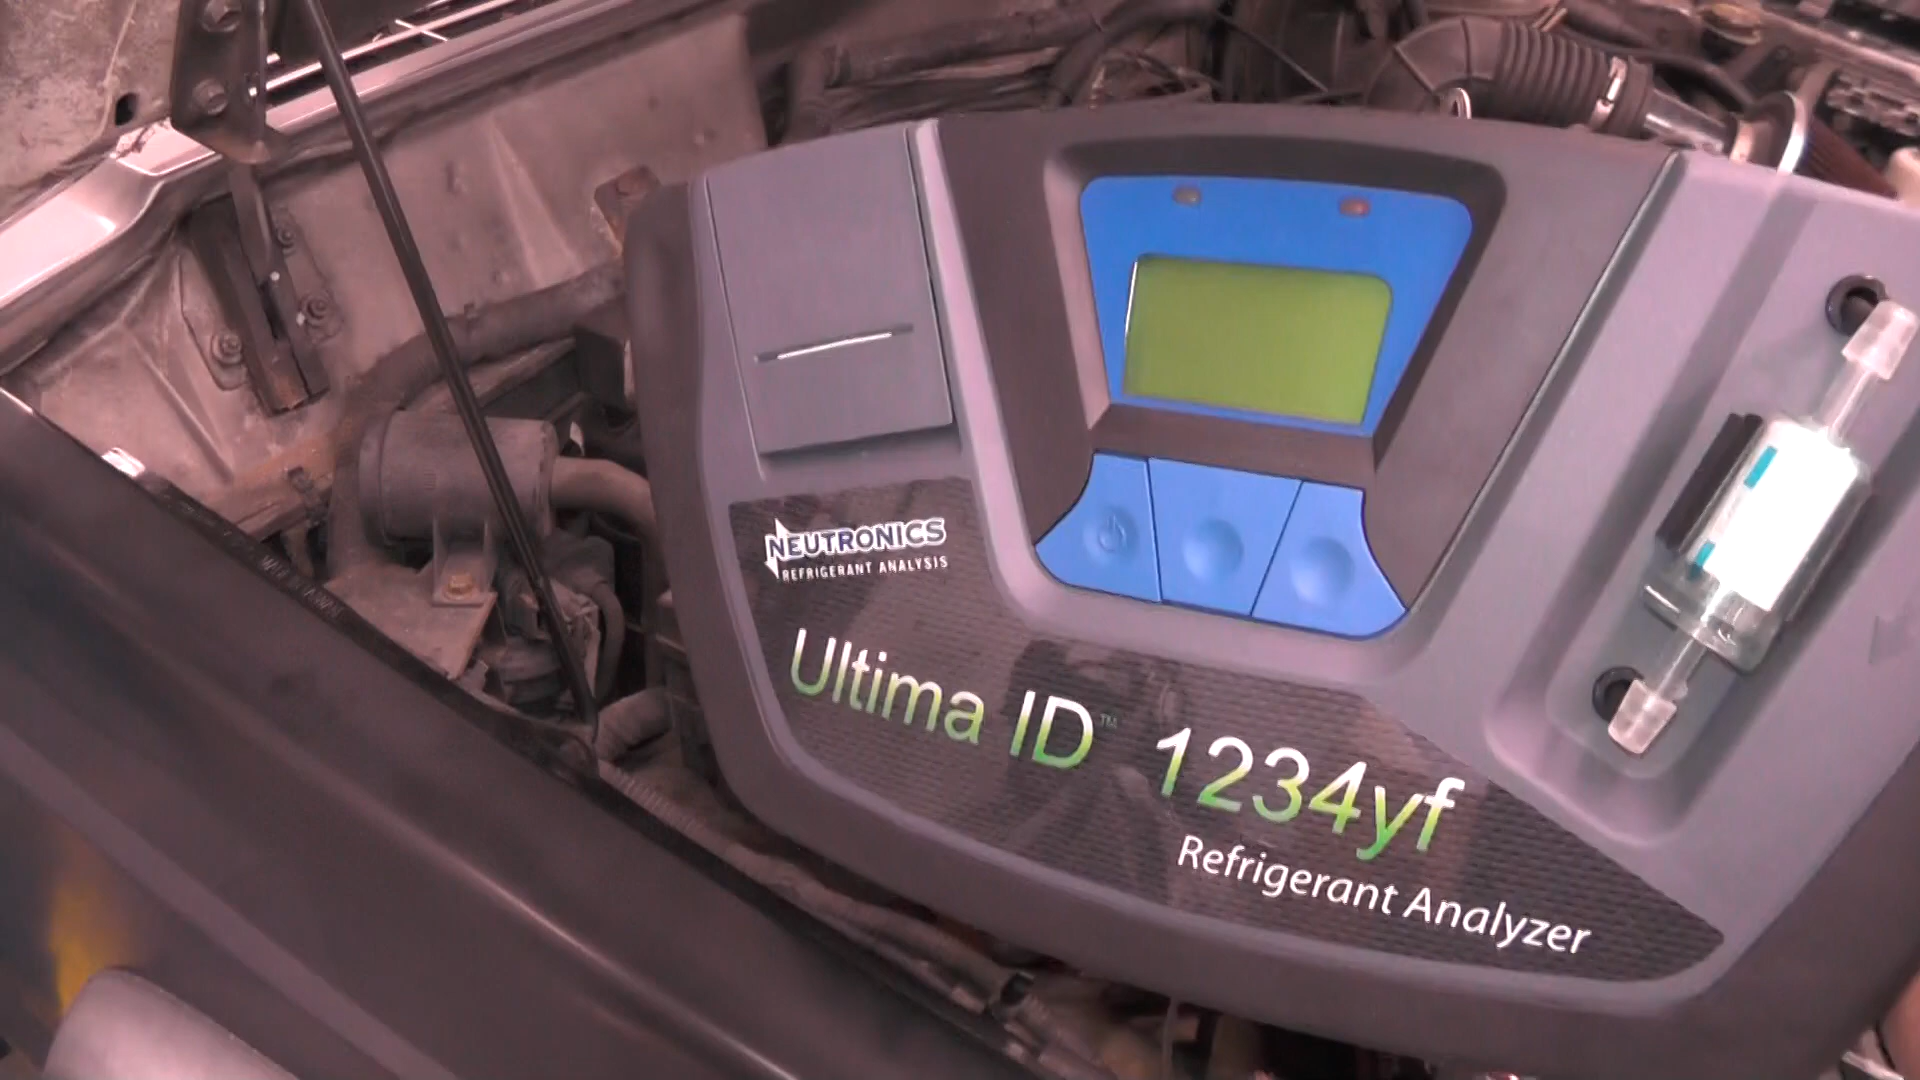 NEUTRONICS
REFRIGERANT ANALYSIS
Ultima ID™ 1234yf
Refrigerant Analyzer